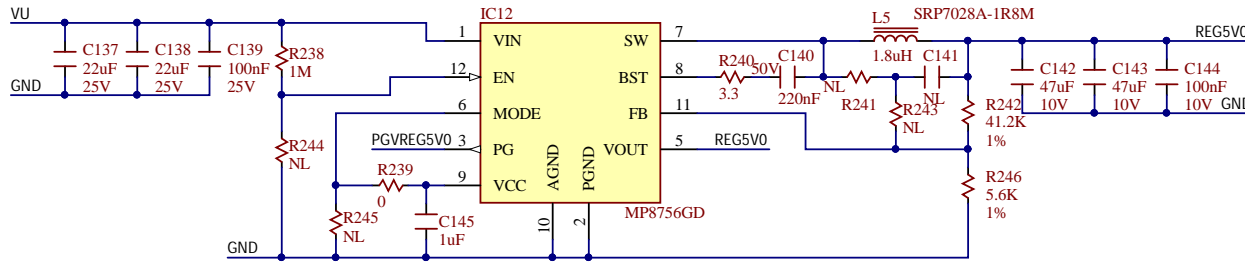 VU
IC12
L5
SRP7028A-1R8M
REG5V0
C137
22uF
25V
C138
22uF
25V
C139
100nF
25V
R238
1M
1
VIN
SW
7
1.8uH
C141
NL
12
EN
BST
8
R240
3.3
50V
C140
220nF
NL
R241
R243
NL
C142
47uF
10V
C143
47uF
10V
C144
100nF
10V
GND
GND
6
MODE
FB
11
R242
41.2K
1%
PGVREG5V0
3
PG
VOUT
5
REG5V0
R244
NL
R239
0
9
VCC
AGND
PGND
R246
5.6K
1%
R245
NL
C145
1uF
10
2
MP8756GD
GND